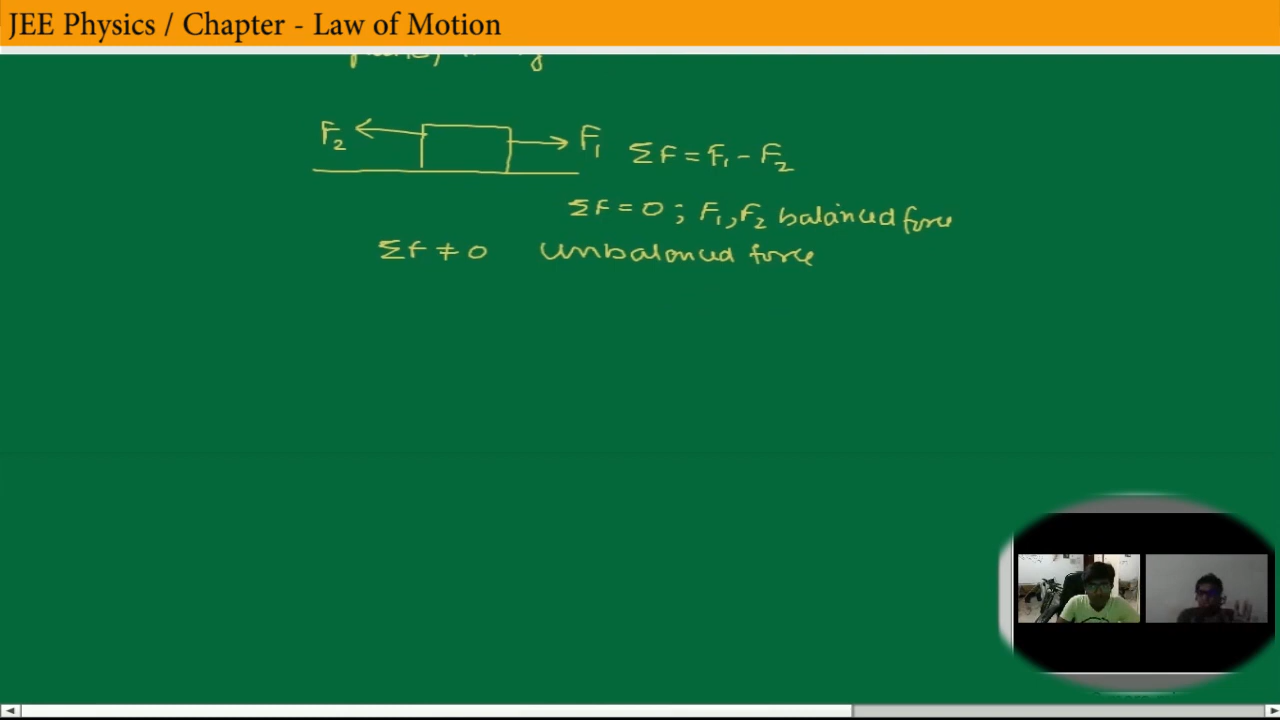 JEE Physics / Chapter - Law of Motion
F₂ F₁ ΣF = F₁ - F₂
ΣF = 0 ; F₁, F₂ balanced force
ΣF ≠ 0 unbalanced force